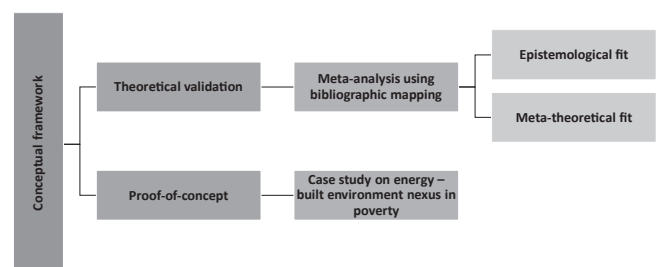 Conceptual framework
Theoretical validation
Meta-analysis using
bibliographic mapping
Epistemological fit
Meta-theoretical fit
Proof-of-concept
Case study on energy –
built environment nexus in
poverty